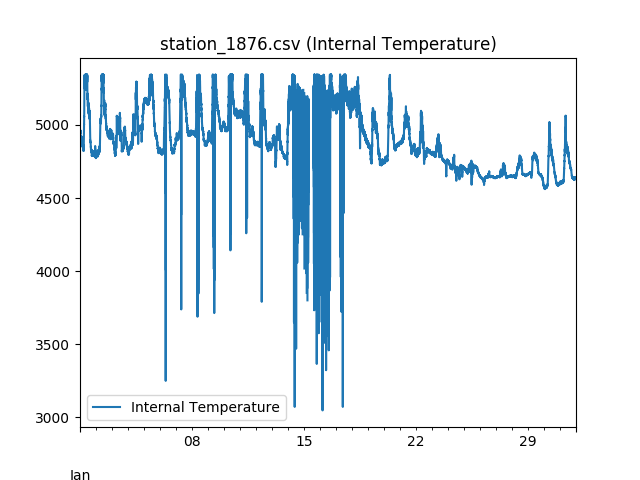 station_1876.csv (Internal Temperature)
5000
4500
4000
3500
3000
Internal Temperature
08 15 22 29
Jan